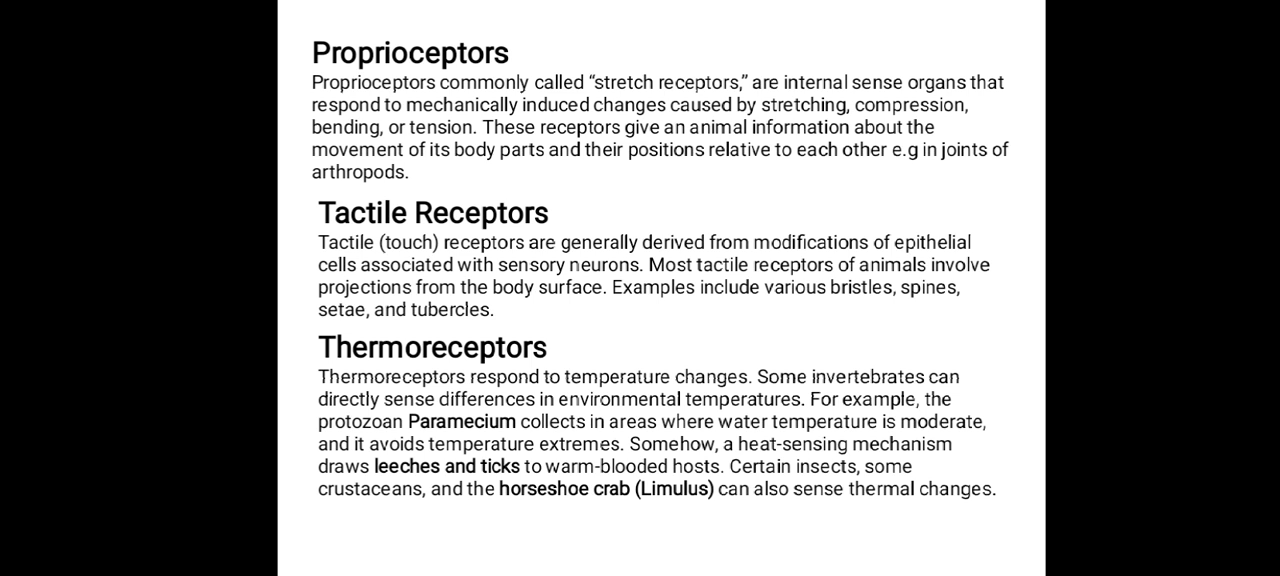 Proprioceptors
Proprioceptors commonly called “stretch receptors,” are internal sense organs that
respond to mechanically induced changes caused by stretching, compression,
bending, or tension. These receptors give an animal information about the
movement of its body parts and their positions relative to each other e.g in joints of
arthropods.
Tactile Receptors
Tactile (touch) receptors are generally derived from modifications of epithelial
cells associated with sensory neurons. Most tactile receptors of animals involve
projections from the body surface. Examples include various bristles, spines,
setae, and tubercles.
Thermoreceptors
Thermoreceptors respond to temperature changes. Some invertebrates can
directly sense differences in environmental temperatures. For example, the
protozoan Paramecium collects in areas where water temperature is moderate,
and it avoids temperature extremes. Somehow, a heat-sensing mechanism
draws leeches and ticks to warm-blooded hosts. Certain insects, some
crustaceans, and the horseshoe crab (Limulus) can also sense thermal changes.